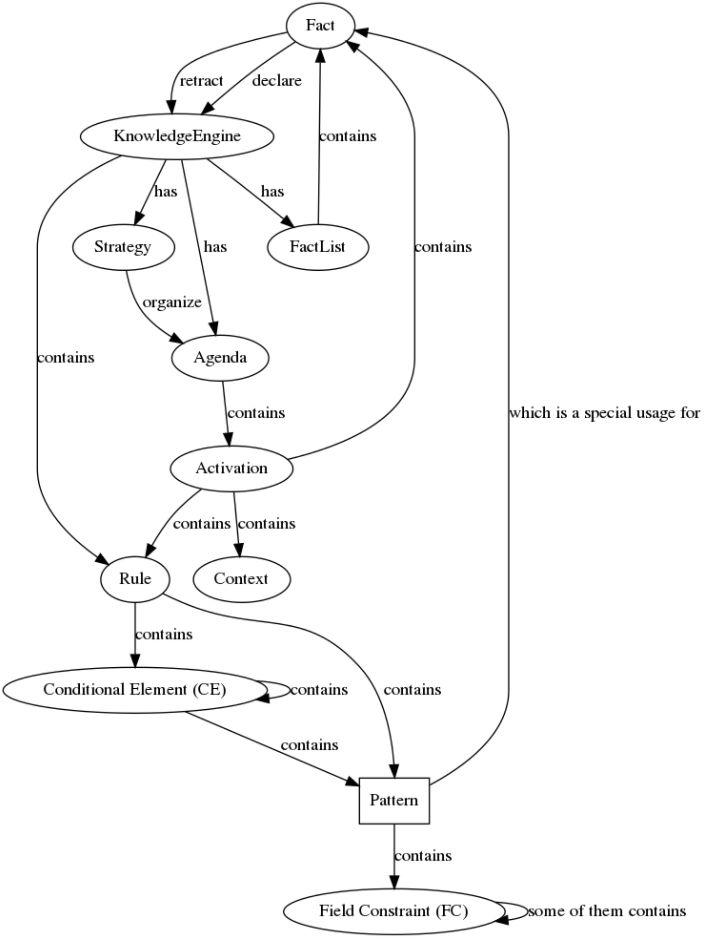 Fact
retract
declare
KnowledgeEngine
contains
has
has
Strategy
has
FactList
contains
organize
contains
Agenda
contains
which is a special usage for
Activation
contains
contains
Rule
Context
contains
Conditional Element (CE)
contains
contains
contains
Pattern
contains
Field Constraint (FC)
some of them contains